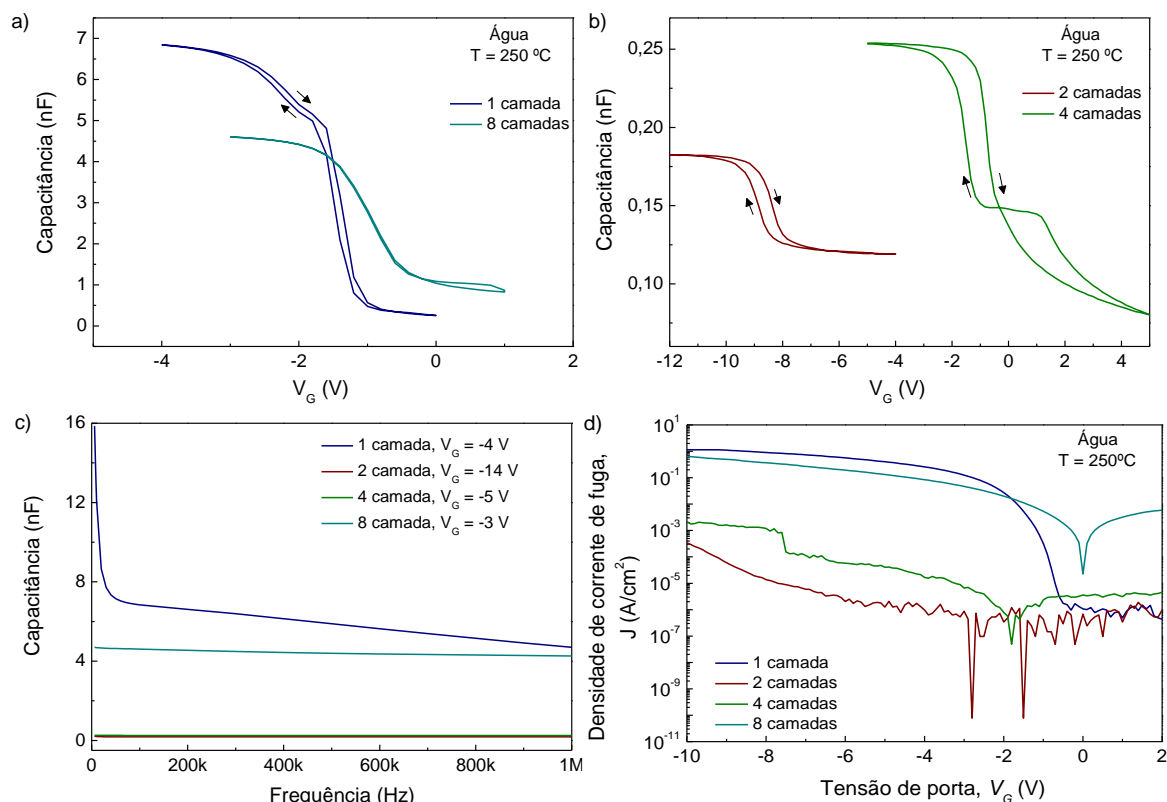 a)
Água
T = 250 ºC
1 camada
8 camadas
Capacitância (nF)
7
6
5
4
3
2
1
0
-4
-2
0
2
V_G (V)
b)
Água
T = 250 ºC
2 camadas
4 camadas
Capacitância (nF)
0,25
0,20
0,15
0,10
-12
-10
-8
-6
-4
-2
0
2
4
V_G (V)
c)
1 camada, V_G = -4 V
2 camada, V_G = -14 V
4 camada, V_G = -5 V
8 camada, V_G = -3 V
Capacitância (nF)
16
12
8
4
0
0
200k
400k
600k
800k
1M
Frequência (Hz)
d)
Água
T = 250ºC
1 camada
2 camadas
4 camadas
8 camadas
Densidade de corrente de fuga,
J (A/cm²)
10¹
10⁻¹
10⁻³
10⁻⁵
10⁻⁷
10⁻⁹
10⁻¹¹
-10
-8
-6
-4
-2
0
2
Tensão de porta, V_G (V)